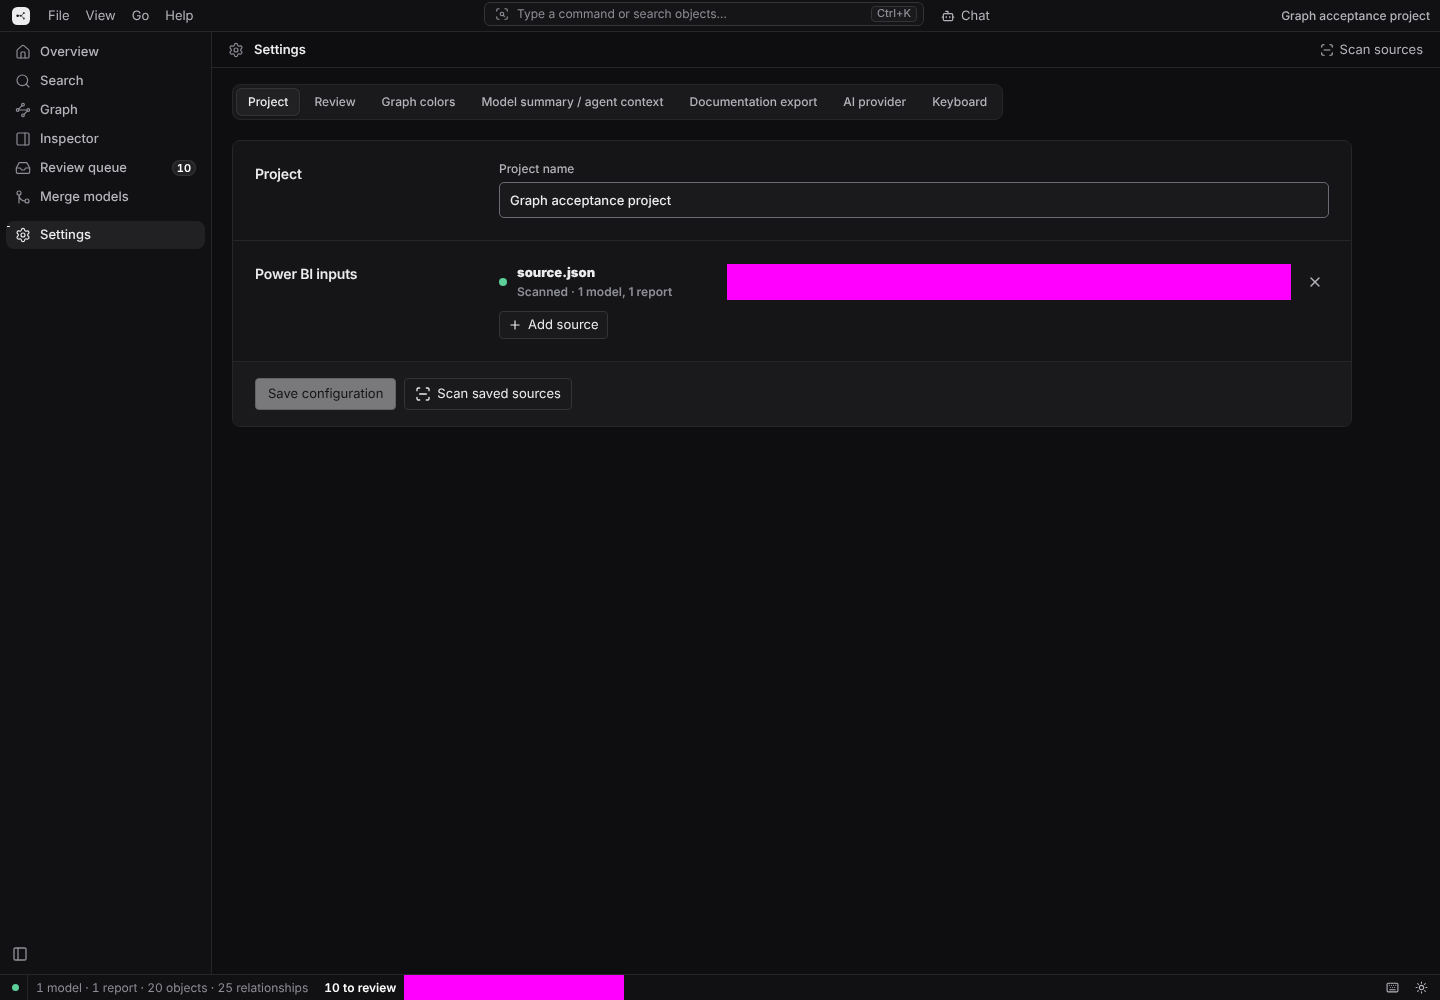 File View Go Help
Type a command or search objects...
Ctrl+K
Chat
Graph acceptance project
Overview
Search
Graph
Inspector
Review queue
10
Merge models
Settings
Settings
Scan sources
Project
Review
Graph colors
Model summary / agent context
Documentation export
AI provider
Keyboard
Project
Project name
Graph acceptance project
Power BI inputs
source.json
Scanned · 1 model, 1 report
Add source
Save configuration
Scan saved sources
1 model · 1 report · 20 objects · 25 relationships
10 to review